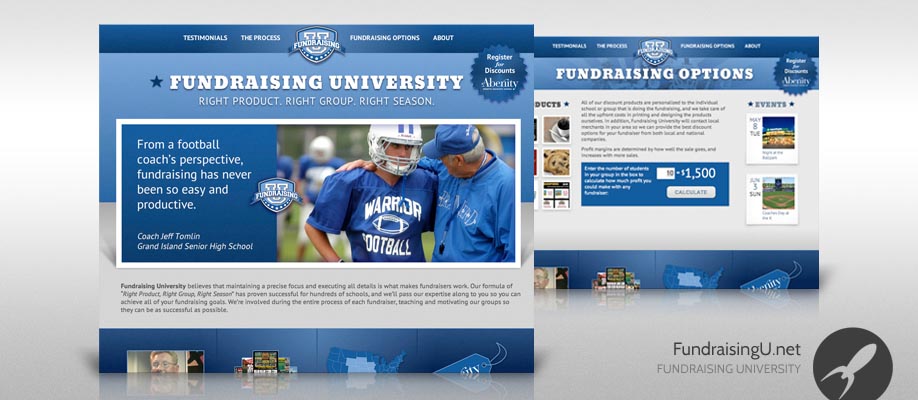 TESTIMONIALS THE PROCESS FUNDRAISING U FUNDRAISING OPTIONS ABOUT
Register
for
Discounts
Abenity
FUNDRAISING UNIVERSITY
RIGHT PRODUCT. RIGHT GROUP. RIGHT SEASON.
From a football
coach's perspective,
fundraising has never
been so easy and
productive.
Coach Jeff Tomlin
Grand Island Senior High School
FUNDRAISING
WARRIOR
FOOTBALL
Fundraising University believes that maintaining a precise focus and executing all details is what makes fundraisers work. Our formula of
"Right Product, Right Group, Right Season" has proven successful for hundreds of schools, and we'll pass our expertise along to you so you can
achieve all of your fundraising goals. We're involved during the entire process of each fundraiser, teaching and motivating our groups so
they can be as successful as possible.
TESTIMONIALS THE PROCESS FUNDRAISING FUNDRAISING OPTIONS ABOUT
Register
for
Discounts
Abenity
FUNDRAISING OPTIONS
DUCTS
All of our discount products are personalized to the individual
school or group that is doing the fundraising, and we take care of
all the upfront costs in printing and designing the products
ourselves. In addition, Fundraising University will contact local
merchants in your area so we can provide the best discount
options for your fundraiser from both local and national
companies.
Profit margins are determined by how well the sale goes, and
increases with more sales.
Enter the number of students
in your group in the box to
calculate how much profit you
could make with any
fundraiser:
10 = $1,500
CALCULATE
EVENTS
MAY
8
TUE
Night at the
Ballpark
JUN
3
SUN
Coaches Day at
the K
Abenity
FundraisingU.net
FUNDRAISING UNIVERSITY